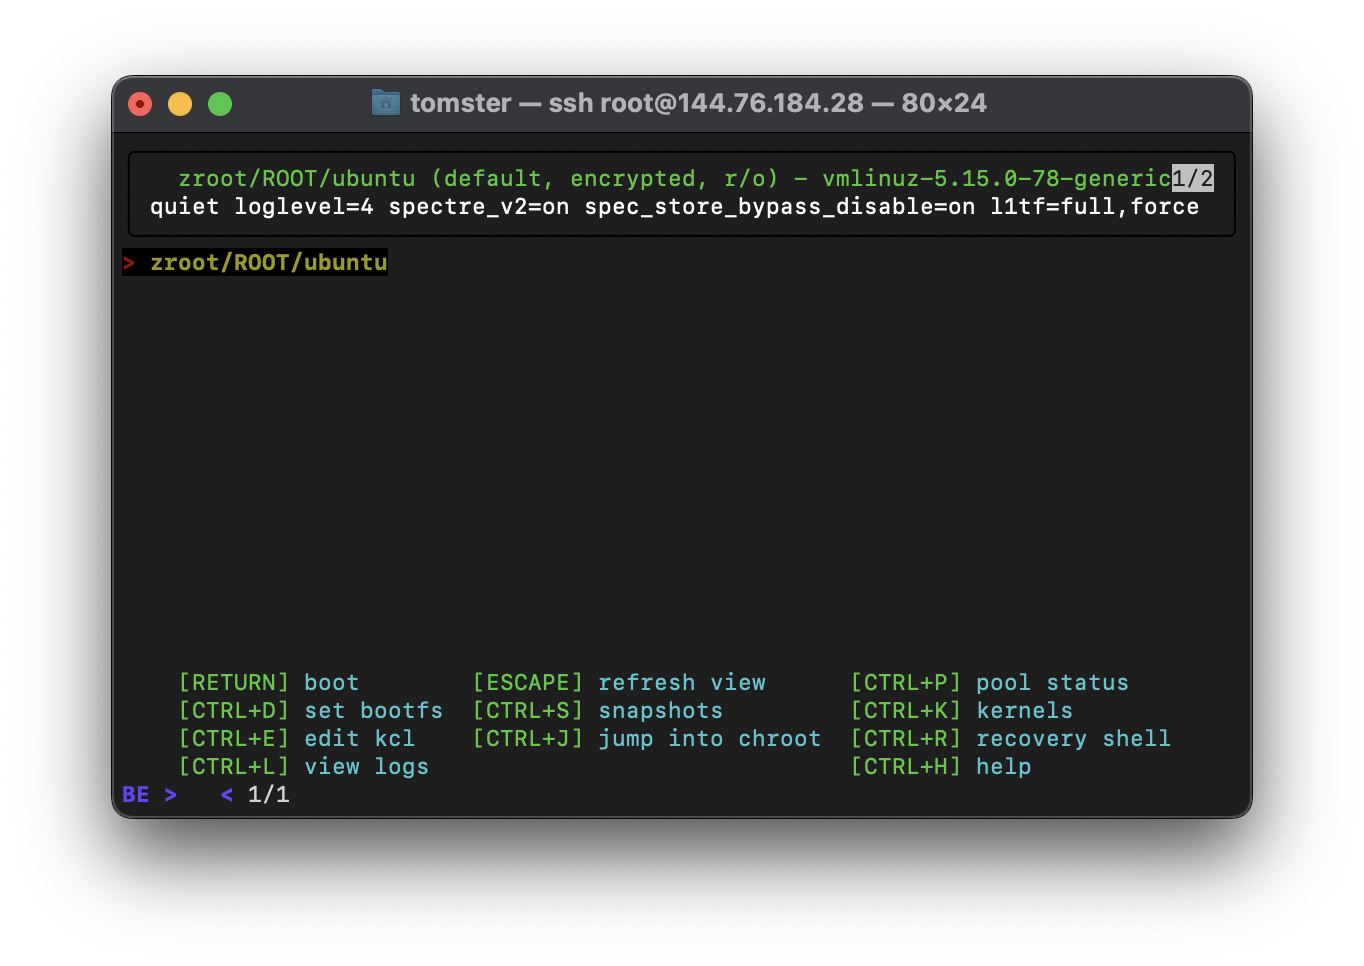 tomster — ssh root@144.76.184.28 — 80×24
zroot/ROOT/ubuntu (default, encrypted, r/o) - vmlinuz-5.15.0-78-generic1/2
quiet loglevel=4 spectre_v2=on spec_store_bypass_disable=on l1tf=full,force
> zroot/ROOT/ubuntu
[RETURN] boot [ESCAPE] refresh view [CTRL+P] pool status
[CTRL+D] set bootfs [CTRL+S] snapshots [CTRL+K] kernels
[CTRL+E] edit kcl [CTRL+J] jump into chroot [CTRL+R] recovery shell
[CTRL+L] view logs [CTRL+H] help
BE > < 1/1